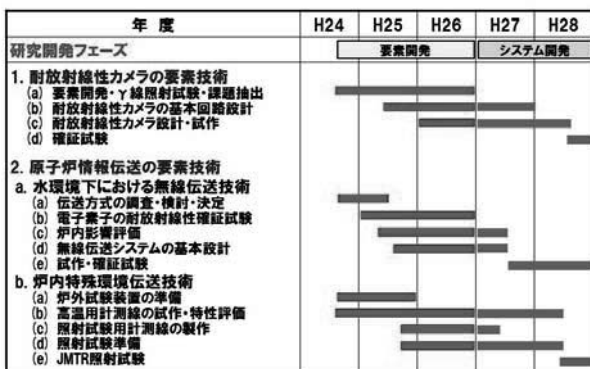 年 度 H24 H25 H26 H27 H28
研究開発フェーズ 要素開発 システム開発
1. 耐放射線性カメラの要素技術
(a) 要素開発・γ線照射試験・課題抽出
(b) 耐放射線性カメラの基本回路設計
(c) 耐放射線性カメラ設計・試作
(d) 確証試験
2. 原子炉情報伝送の要素技術
a. 水環境下における無線伝送技術
(a) 伝送方式の調査・検討・決定
(b) 電子素子の耐放射線性確証試験
(c) 炉内影響評価
(d) 無線伝送システムの基本設計
(e) 試作・確証試験
b. 炉内特殊環境伝送技術
(a) 炉外試験装置の準備
(b) 高温用計測線の試作・特性評価
(c) 照射試験用計測線の製作
(d) 照射試験準備
(e) JMTR照射試験